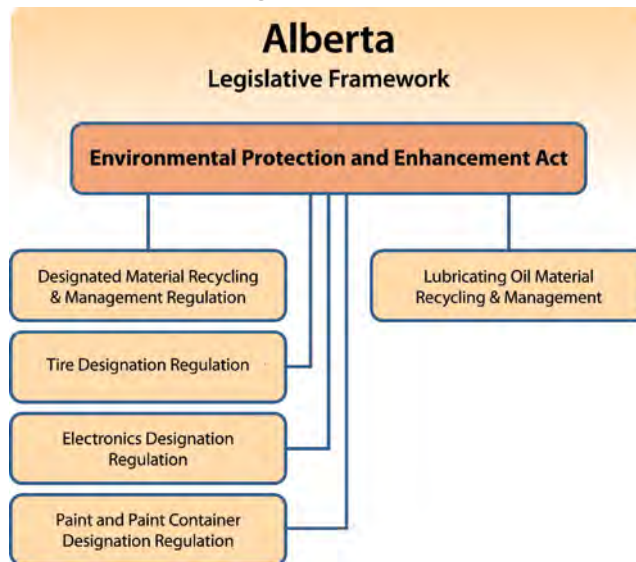 Alberta
Legislative Framework
Environmental Protection and Enhancement Act
Designated Material Recycling
& Management Regulation
Lubricating Oil Material
Recycling & Management
Tire Designation Regulation
Electronics Designation
Regulation
Paint and Paint Container
Designation Regulation